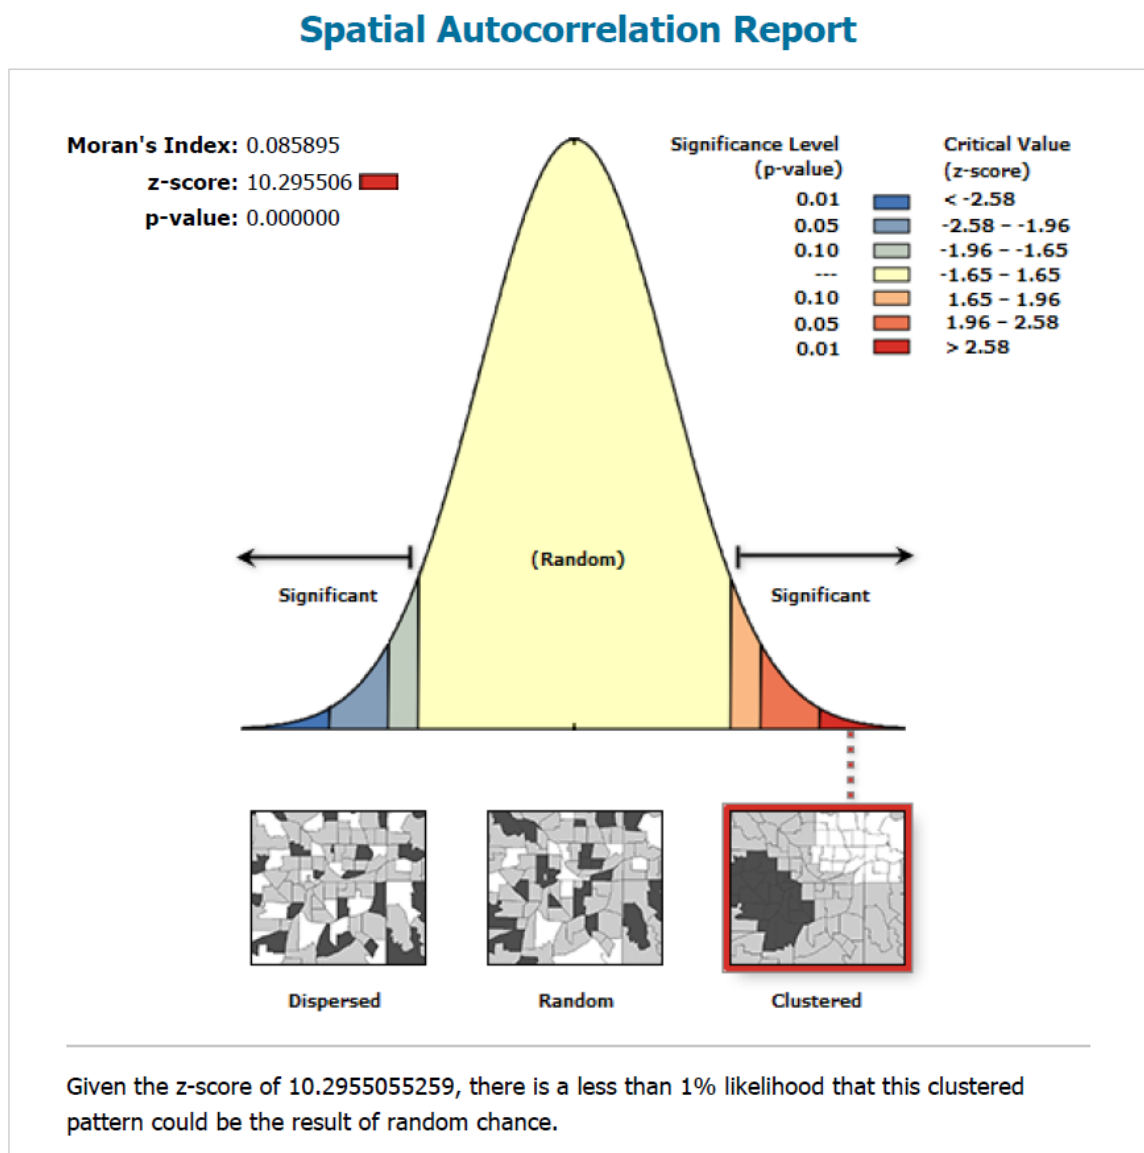 Spatial Autocorrelation Report
Moran's Index: 0.085895
z-score: 10.295506
p-value: 0.000000
Significance Level
(p-value)
Critical Value
(z-score)
0.01 < -2.58
0.05 -2.58 – -1.96
0.10 -1.96 – -1.65
--- -1.65 – 1.65
0.10 1.65 – 1.96
0.05 1.96 – 2.58
0.01 > 2.58
(Random)
Significant
Significant
Dispersed
Random
Clustered
Given the z-score of 10.2955055259, there is a less than 1% likelihood that this clustered
pattern could be the result of random chance.